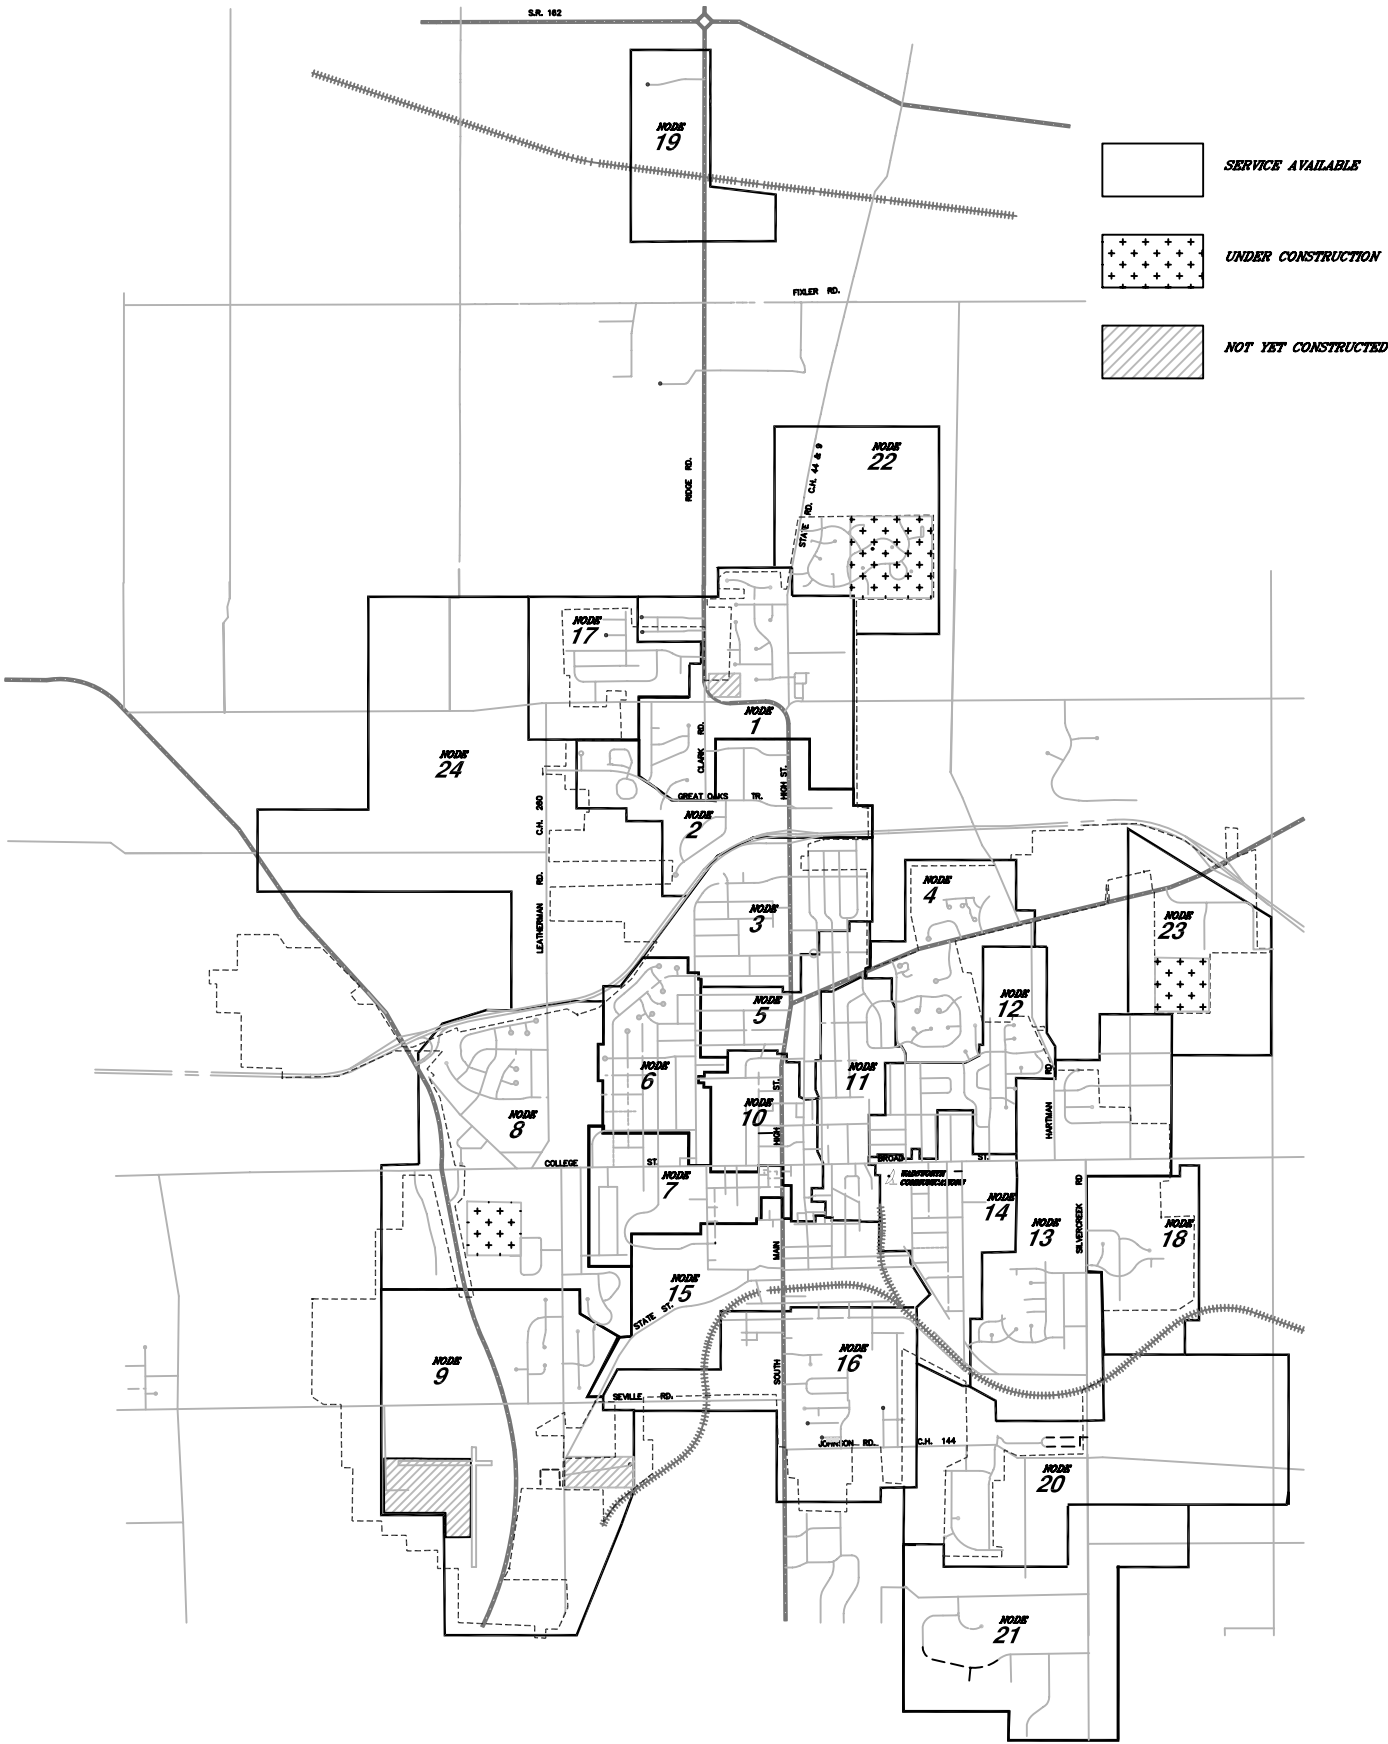 S.R. 162
NODE
19
SERVICE AVAILABLE
UNDER CONSTRUCTION
FIXLER RD.
NOT YET CONSTRUCTED
NODE
22
RIDGE RD.
STATE RD. C.H. 44 & 9
NODE
17
NODE
1
CLARK RD.
NODE
24
HIGH ST.
GREAT OAKS TR.
NODE
2
LEATHERMAN RD. C.H. 260
NODE
4
NODE
3
NODE
23
NODE
12
NODE
5
NODE
6
NODE
11
NODE
10
HIGH ST.
HARTMAN RD
NODE
8
COLLEGE ST.
BROAD ST.
WADSWORTH
COMMUNICATIONS
NODE
7
NODE
14
NODE
13
SILVERCREEK RD
NODE
18
MAIN
NODE
15
STATE ST.
NODE
16
SOUTH
NODE
9
SEVILLE RD.
JOHNSON RD. C.H. 144
NODE
20
NODE
21